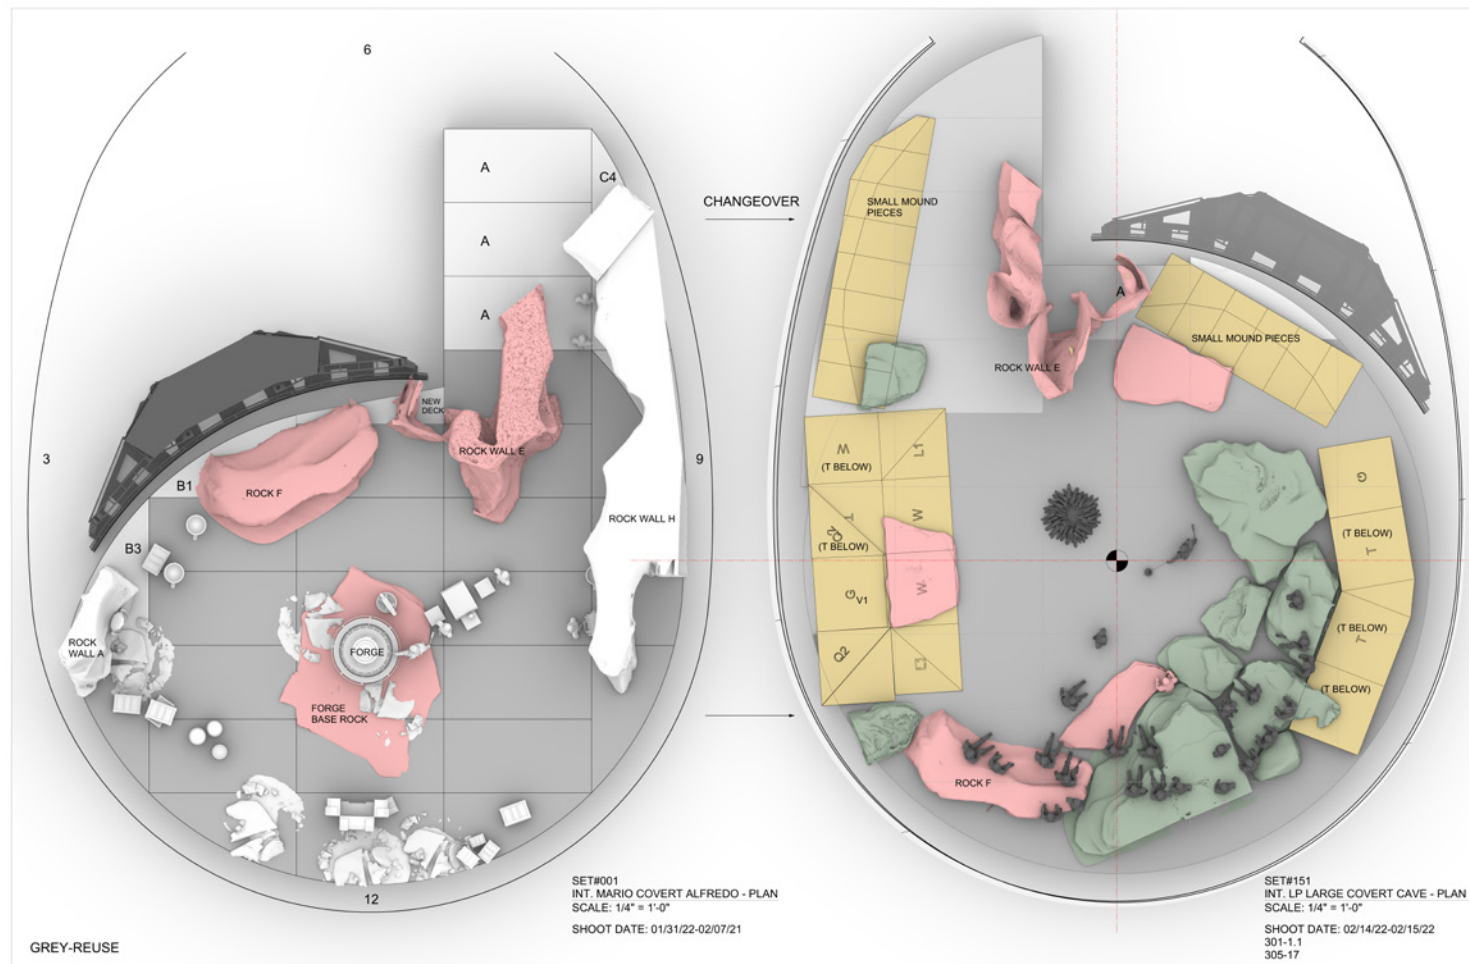 6
A
C4
A
A
NEW
DECK
ROCK WALL E
3
9
B1
ROCK F
ROCK WALL H
B3
ROCK
WALL A
FORGE
FORGE
BASE ROCK
12
SET#001
INT. MARIO COVERT ALFREDO - PLAN
SCALE: 1/4" = 1'-0"
SHOOT DATE: 01/31/22-02/07/21
GREY-REUSE
CHANGEOVER
SMALL MOUND
PIECES
A
SMALL MOUND PIECES
ROCK WALL E
W
L1
(T BELOW)
T
W
Q2
(T BELOW)
G
V1
W
Q2
L1
G
(T BELOW)
T
(T BELOW)
T
(T BELOW)
ROCK F
SET#151
INT. LP LARGE COVERT CAVE - PLAN
SCALE: 1/4" = 1'-0"
SHOOT DATE: 02/14/22-02/15/22
301-1.1
305-17